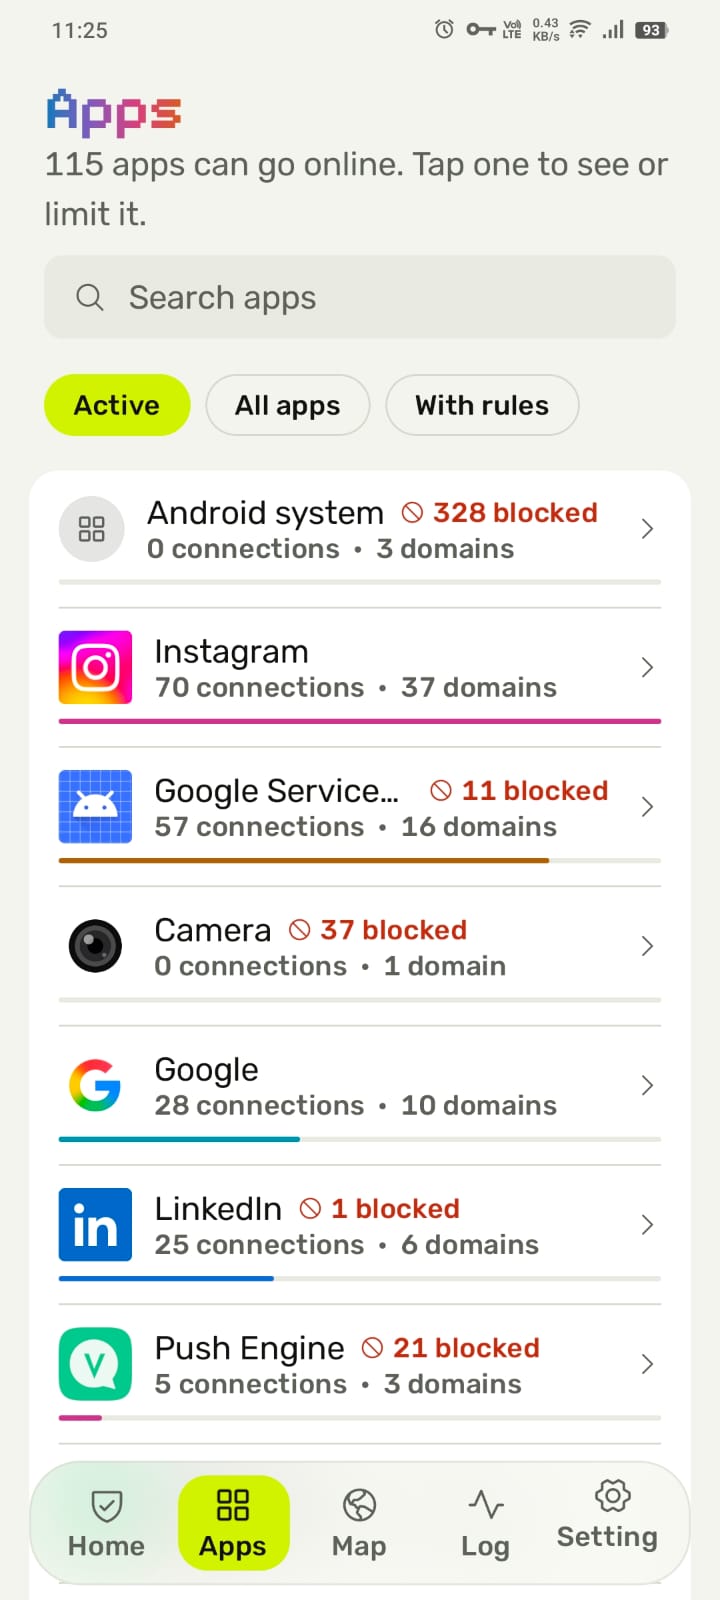 11:25
Vo) LTE 0.43 KB/s 93
Apps
115 apps can go online. Tap one to see or
limit it.
Search apps
Active All apps With rules
Android system 328 blocked
0 connections • 3 domains
Instagram
70 connections • 37 domains
Google Service... 11 blocked
57 connections • 16 domains
Camera 37 blocked
0 connections • 1 domain
Google
28 connections • 10 domains
in
LinkedIn 1 blocked
25 connections • 6 domains
V
Push Engine 21 blocked
5 connections • 3 domains
Home Apps Map Log Setting